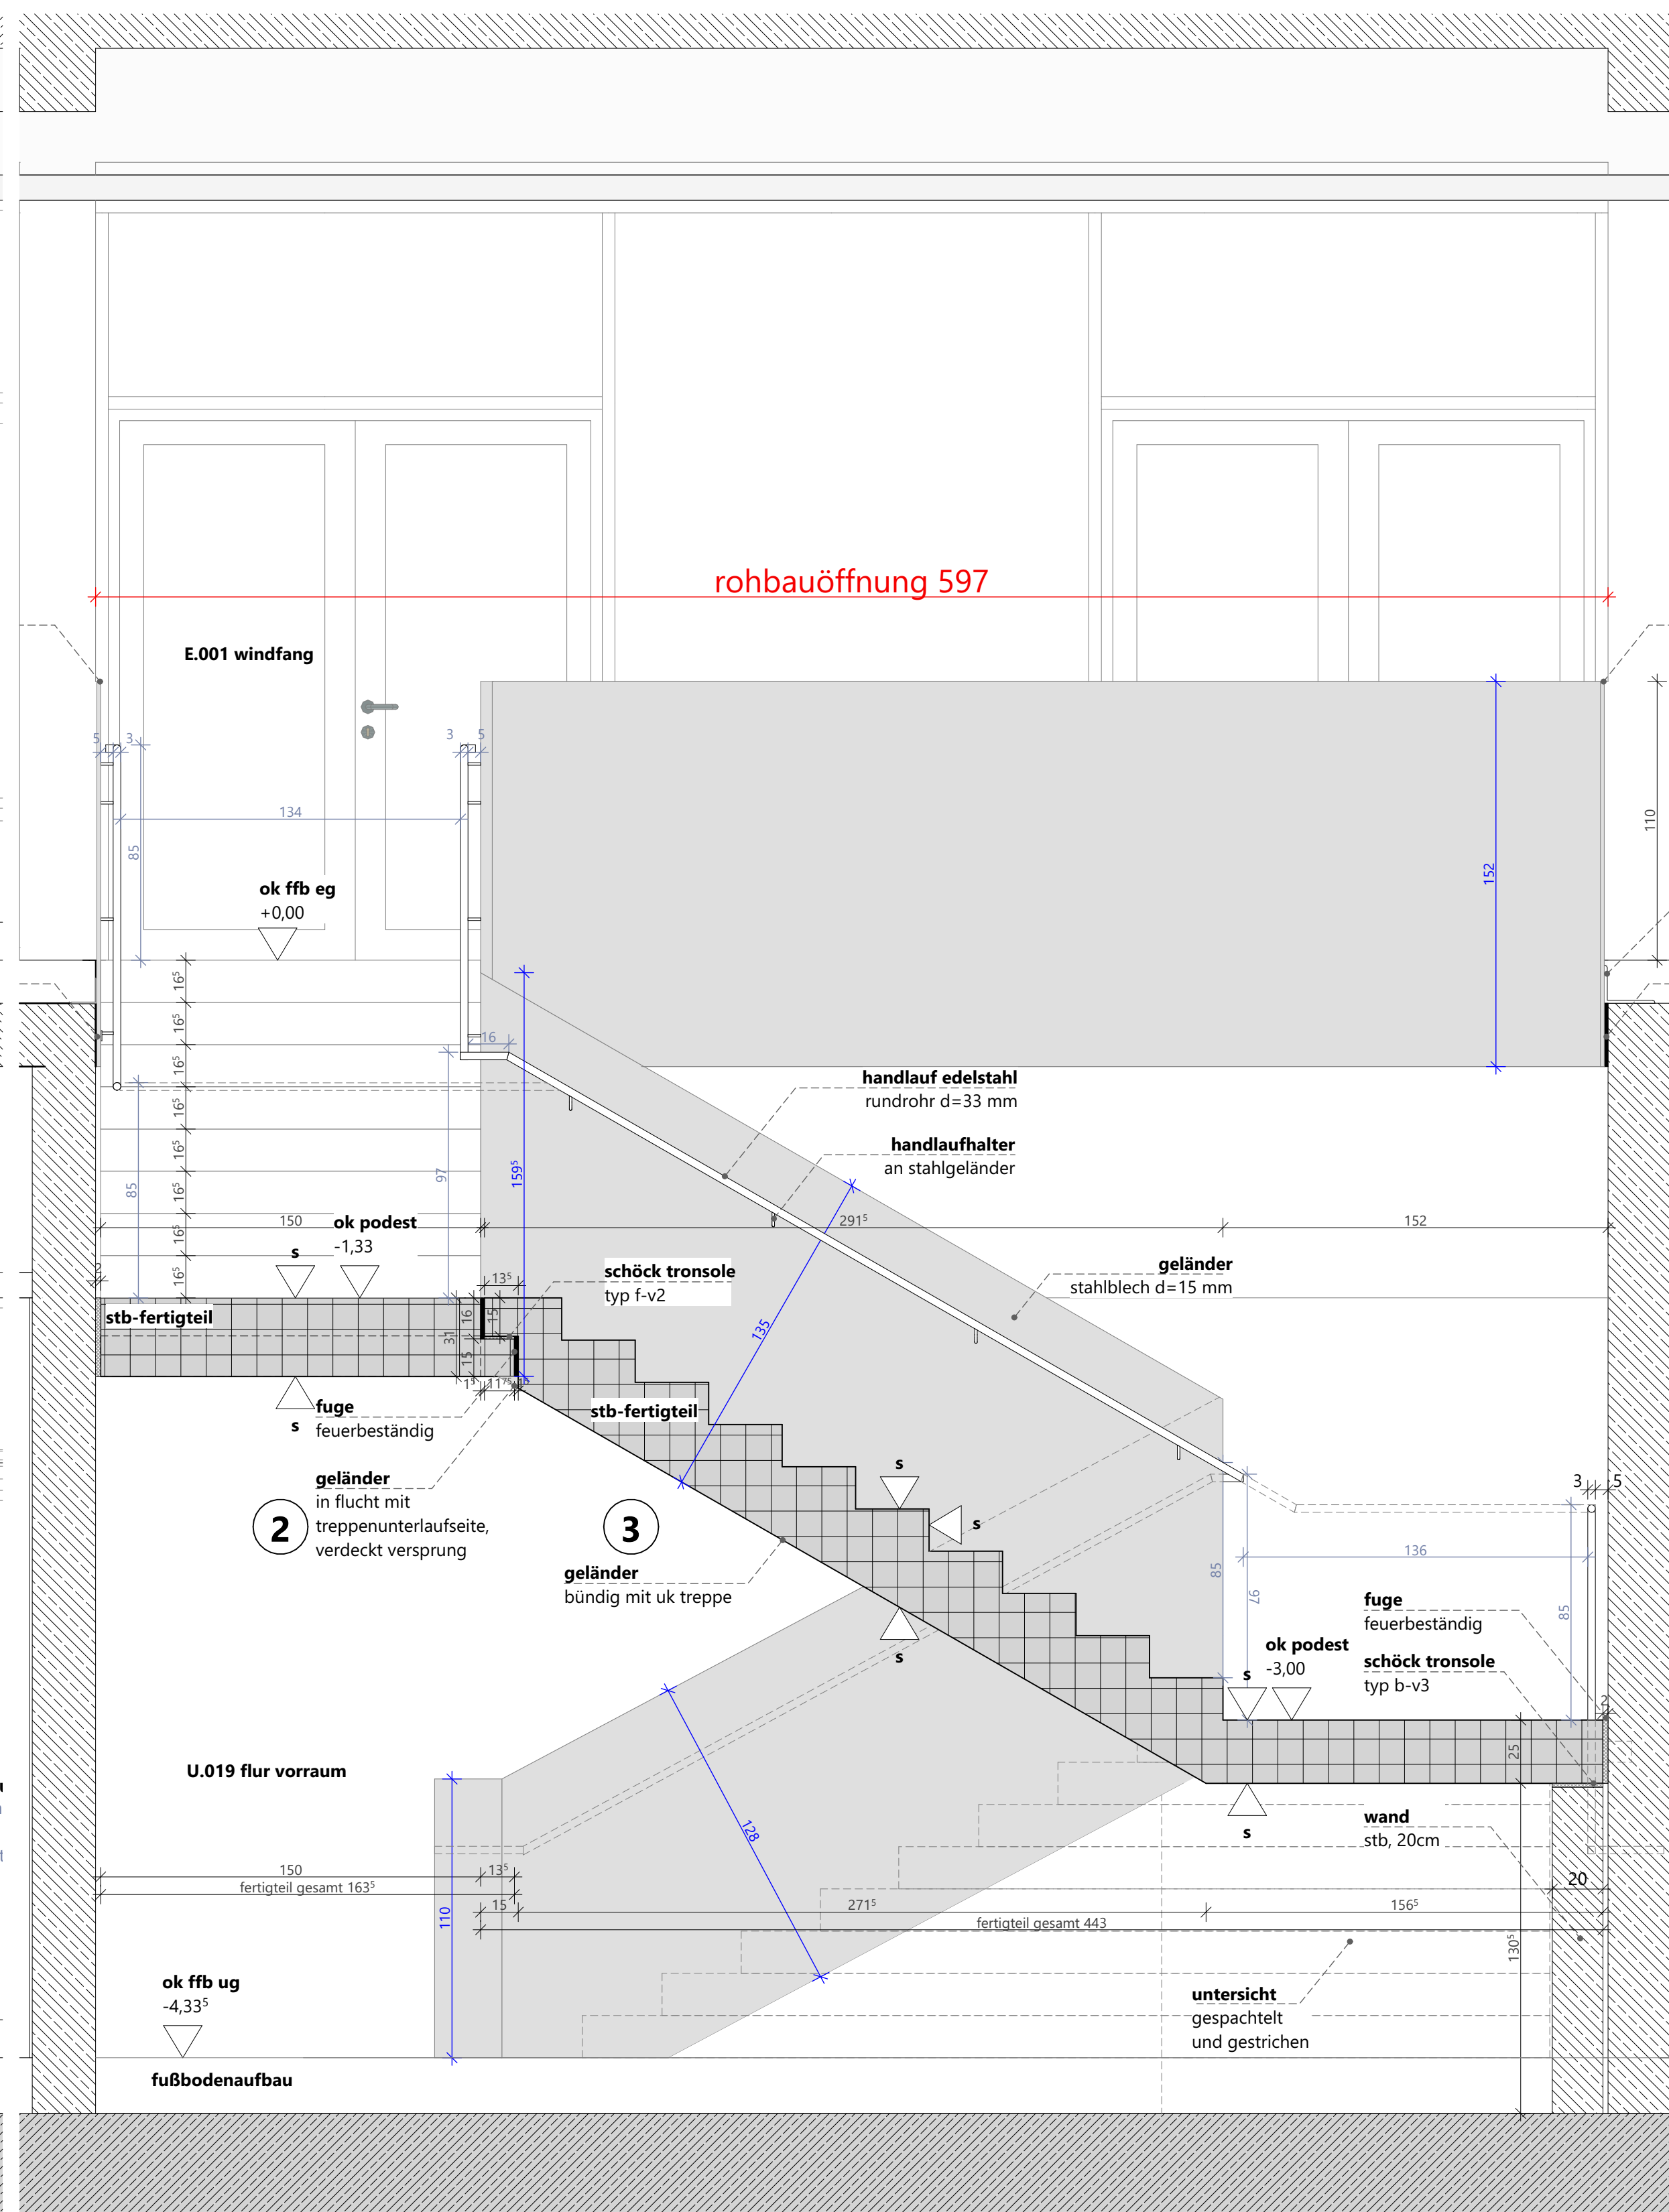 rohbauöffnung 597
E.001 windfang
5
3
3
5
134
85
152
110
ok ffb eg
+0,00
16⁵
16⁵
16⁵
16⁵
16⁵
16⁵
16⁵
16⁵
16
handlauf edelstahl
rundrohr d=33 mm
handlaufhalter
an stahlgeländer
85
97
159⁵
150
291⁵
152
ok podest
-1,33
s
2
13⁵
schöck tronsole
typ f-v2
geländer
stahlblech d=15 mm
stb-fertigteil
31
16
15
15
135
1⁵
11⁷⁵
fuge
feuerbeständig
stb-fertigteil
s
geländer
in flucht mit
treppenunterlaufseite,
verdeckt versprung
2
3
s
s
geländer
bündig mit uk treppe
s
3
5
136
85
97
85
fuge
feuerbeständig
ok podest
-3,00
s
schöck tronsole
typ b-v3
2
25
U.019 flur vorraum
128
s
wand
stb, 20cm
150
13⁵
fertigteil gesamt 163⁵
20
15
271⁵
156⁵
fertigteil gesamt 443
110
130⁵
ok ffb ug
-4,33⁵
untersicht
gespachtelt
und gestrichen
fußbodenaufbau